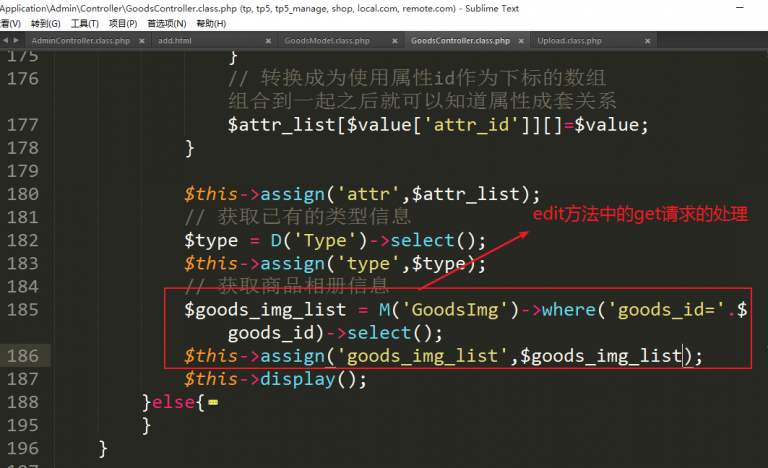 Application\Admin\Controller\GoodsController.class.php (tp, tp5, tp5_manage, shop, local.com, remote.com) - Sublime Text
查看(V) 转到(G) 工具(T) 项目(P) 首选项(N) 帮助(H)
AdminController.class.php × add.html × GoodsModel.class.php × GoodsController.class.php × Upload.class.php ×
175 }
176 // 转换成为使用属性id作为下标的数组
组合到一起之后就可以知道属性成套关系
177 $attr_list[$value['attr_id']][]=$value;
178 }
179
180 $this->assign('attr',$attr_list);
181 // 获取已有的类型信息
edit方法中的get请求的处理
182 $type = D('Type')->select();
183 $this->assign('type',$type);
184 // 获取商品相册信息
185 $goods_img_list = M('GoodsImg')->where('goods_id='.$
goods_id)->select();
186 $this->assign('goods_img_list',$goods_img_list);
187 $this->display();
188 }else{
195 }
196 }